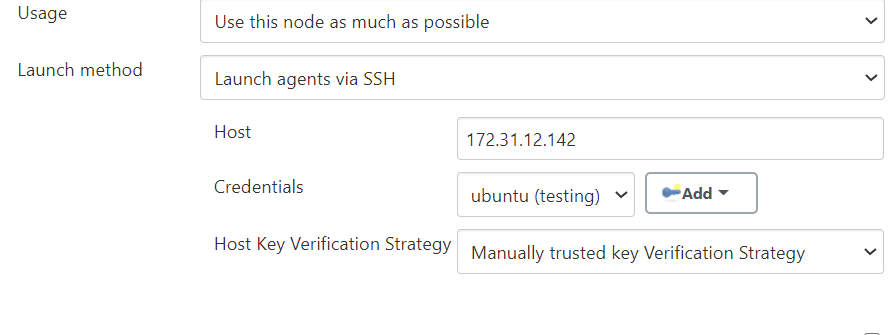 Usage
Use this node as much as possible
Launch method
Launch agents via SSH
Host
172.31.12.142
Credentials
ubuntu (testing)
Add
Host Key Verification Strategy
Manually trusted key Verification Strategy